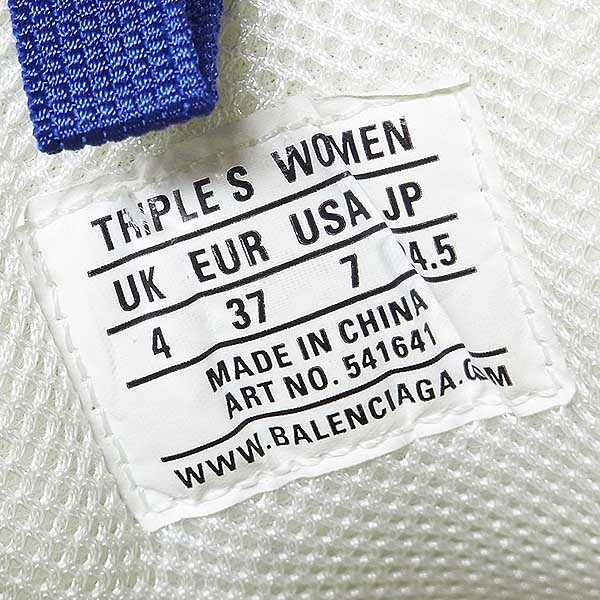 TRIPLE S WOMEN
UK EUR USA JP
4 37 7 24.5
MADE IN CHINA
ART NO. 541641
WWW.BALENCIAGA.COM